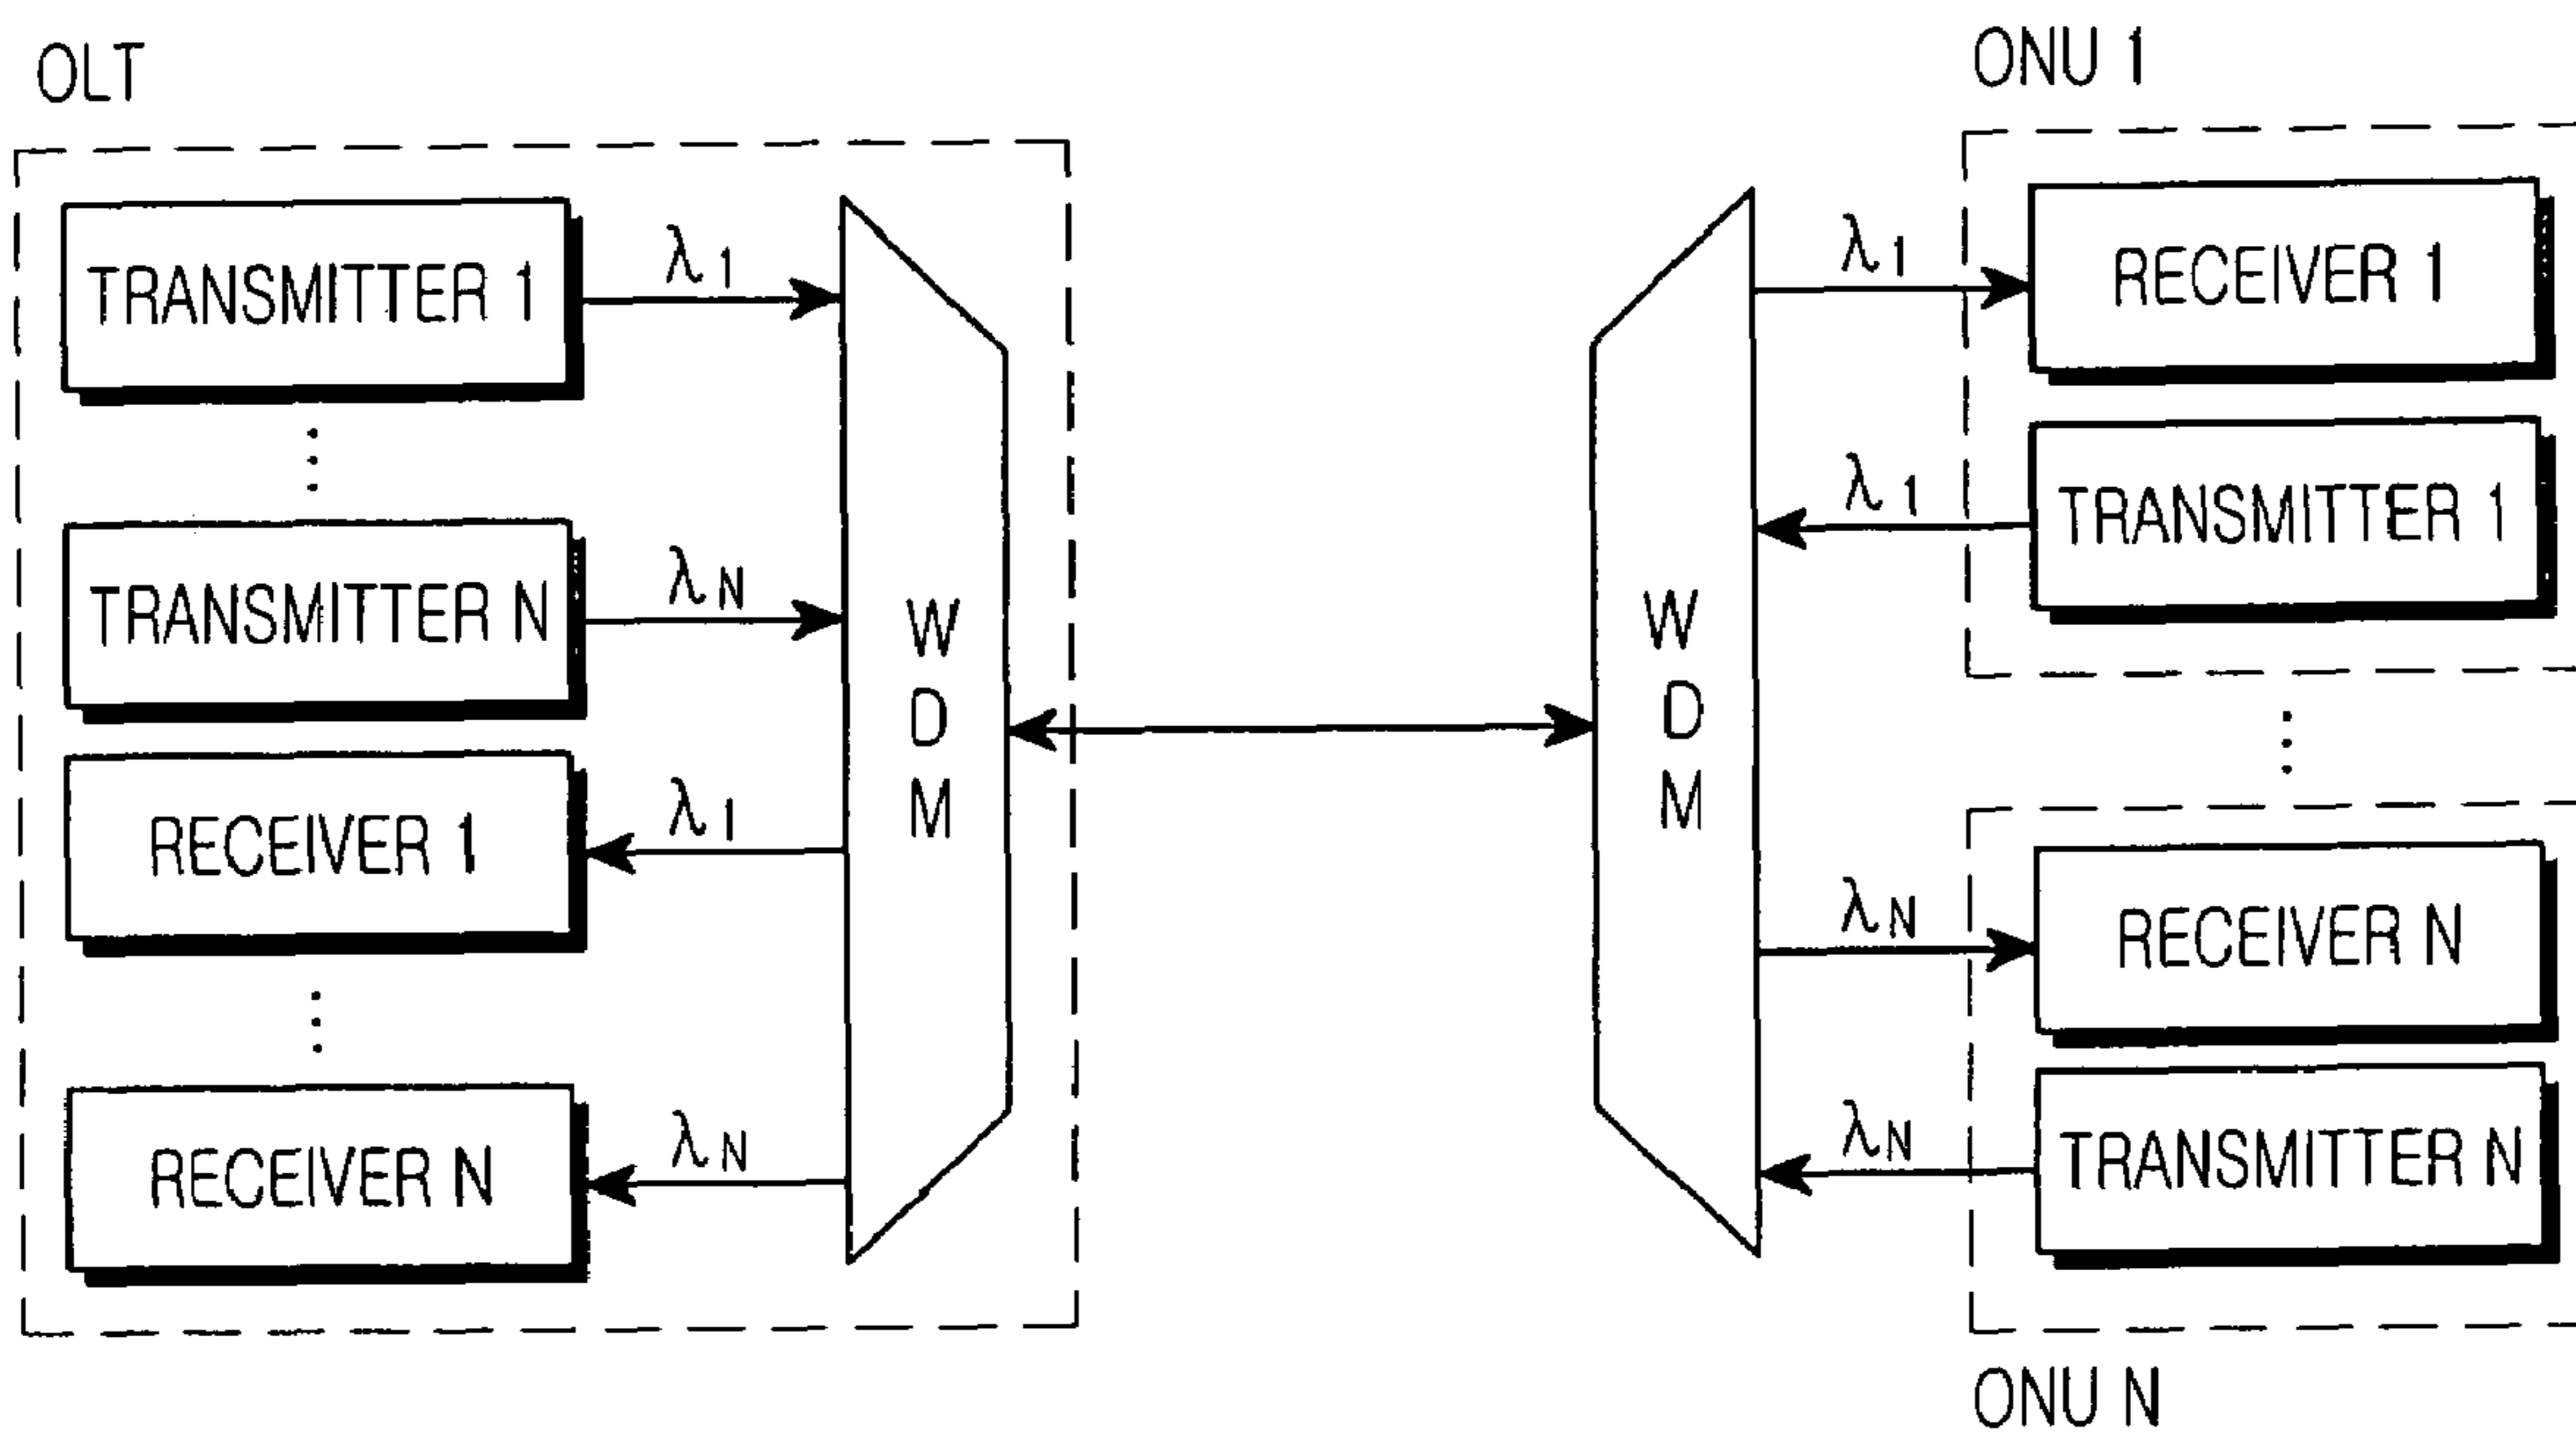 OLT
TRANSMITTER 1
λ1
TRANSMITTER N
λN
RECEIVER 1
λ1
RECEIVER N
λN
W
D
M
W
D
M
ONU 1
λ1
RECEIVER 1
λ1
TRANSMITTER 1
λN
RECEIVER N
λN
TRANSMITTER N
ONU N